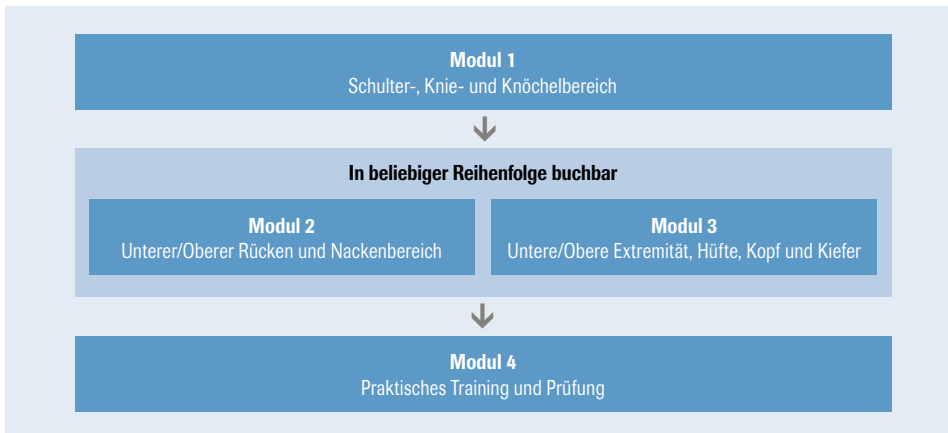 Modul 1
Schulter-, Knie- und Knöchelbereich
In beliebiger Reihenfolge buchbar
Modul 2
Unterer/Oberer Rücken und Nackenbereich
Modul 3
Untere/Obere Extremität, Hüfte, Kopf und Kiefer
Modul 4
Praktisches Training und Prüfung